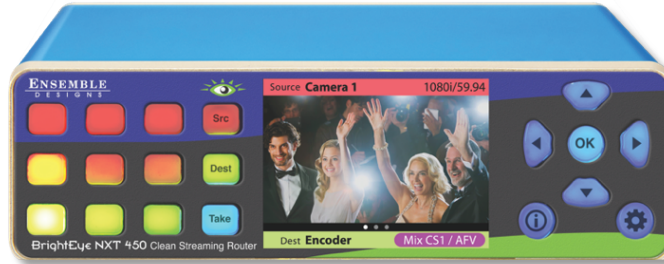 ENSEMBLE
DESIGNS
Source Camera 1 1080i/59.94
Src
OK
Dest
Take
Dest Encoder Mix CS1 / AFV
BrightEye NXT 450 Clean Streaming Router